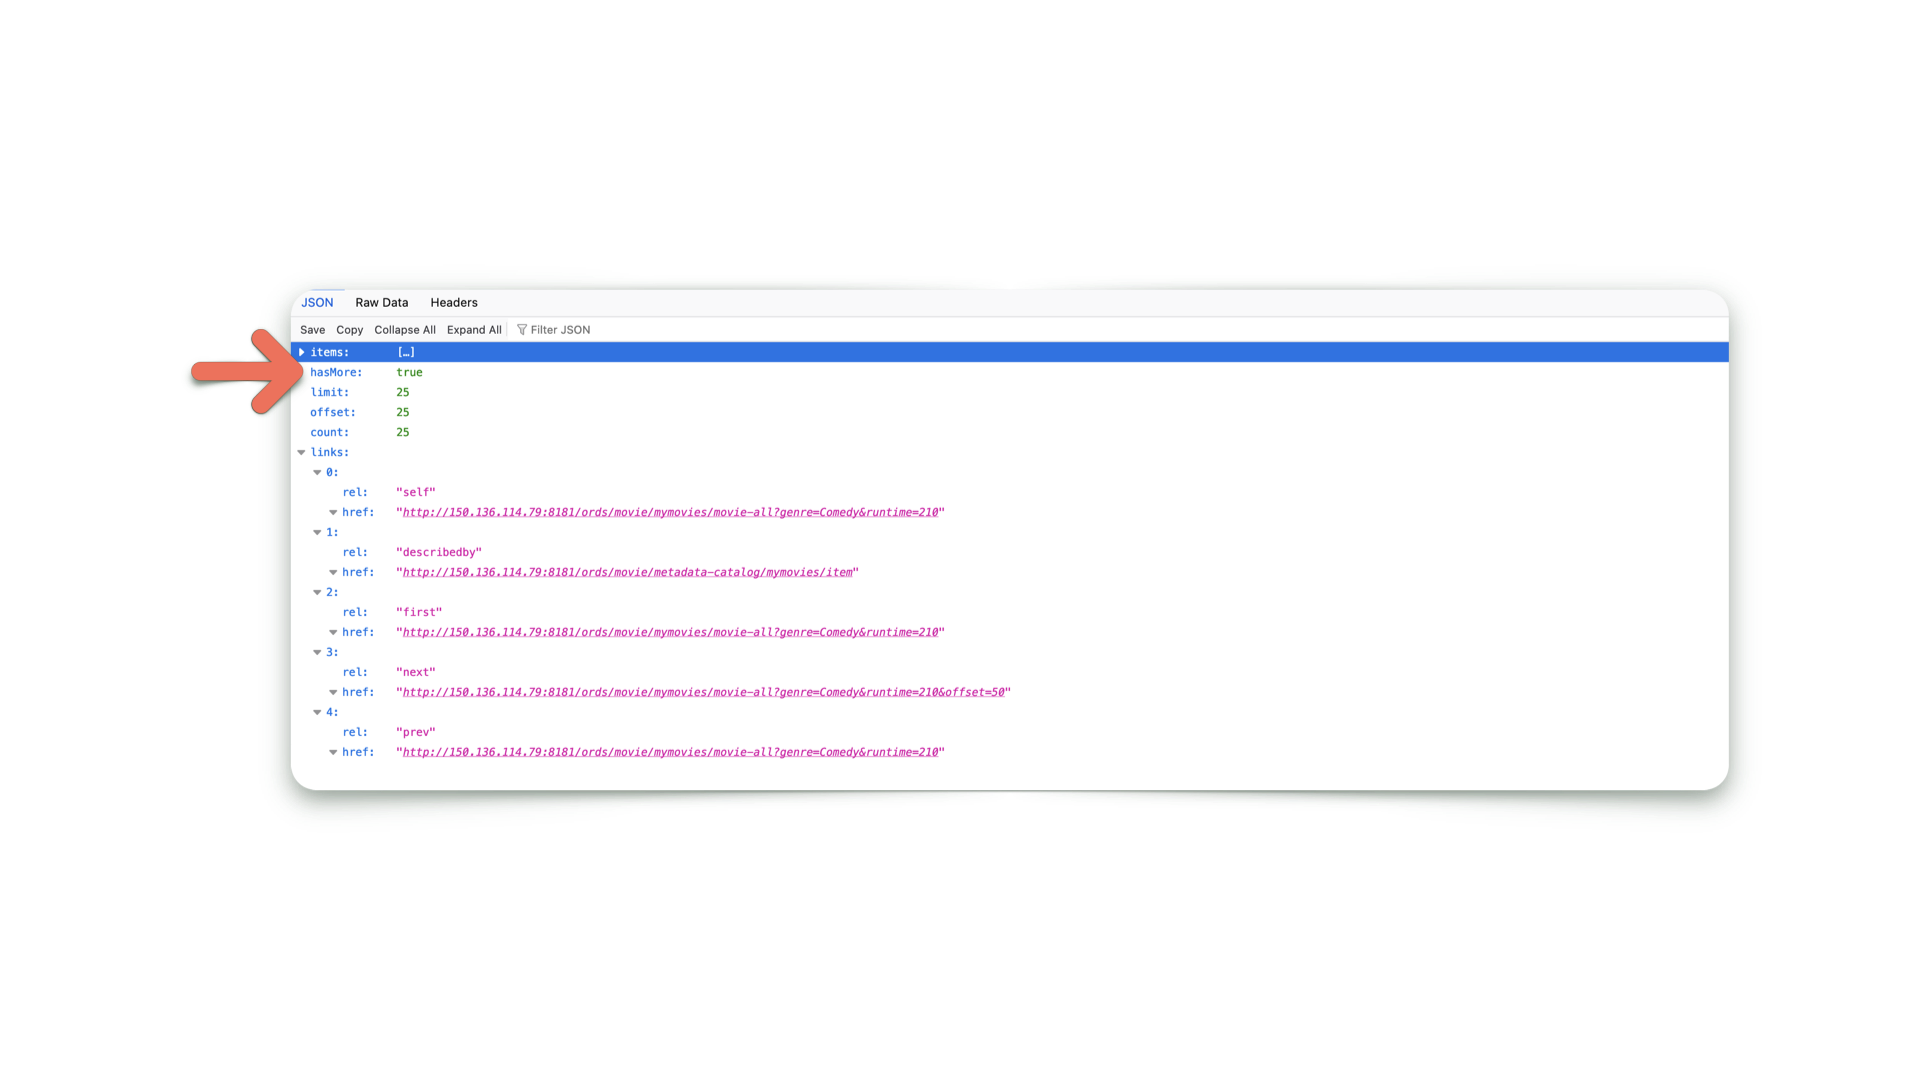 JSON Raw Data Headers
Save Copy Collapse All Expand All Filter JSON
items: […]
hasMore: true
limit: 25
offset: 25
count: 25
links:
0:
rel: "self"
href: "http://150.136.114.79:8181/ords/movie/mymovies/movie-all?genre=Comedy&runtime=210"
1:
rel: "describedby"
href: "http://150.136.114.79:8181/ords/movie/metadata-catalog/mymovies/item"
2:
rel: "first"
href: "http://150.136.114.79:8181/ords/movie/mymovies/movie-all?genre=Comedy&runtime=210"
3:
rel: "next"
href: "http://150.136.114.79:8181/ords/movie/mymovies/movie-all?genre=Comedy&runtime=210&offset=50"
4:
rel: "prev"
href: "http://150.136.114.79:8181/ords/movie/mymovies/movie-all?genre=Comedy&runtime=210"